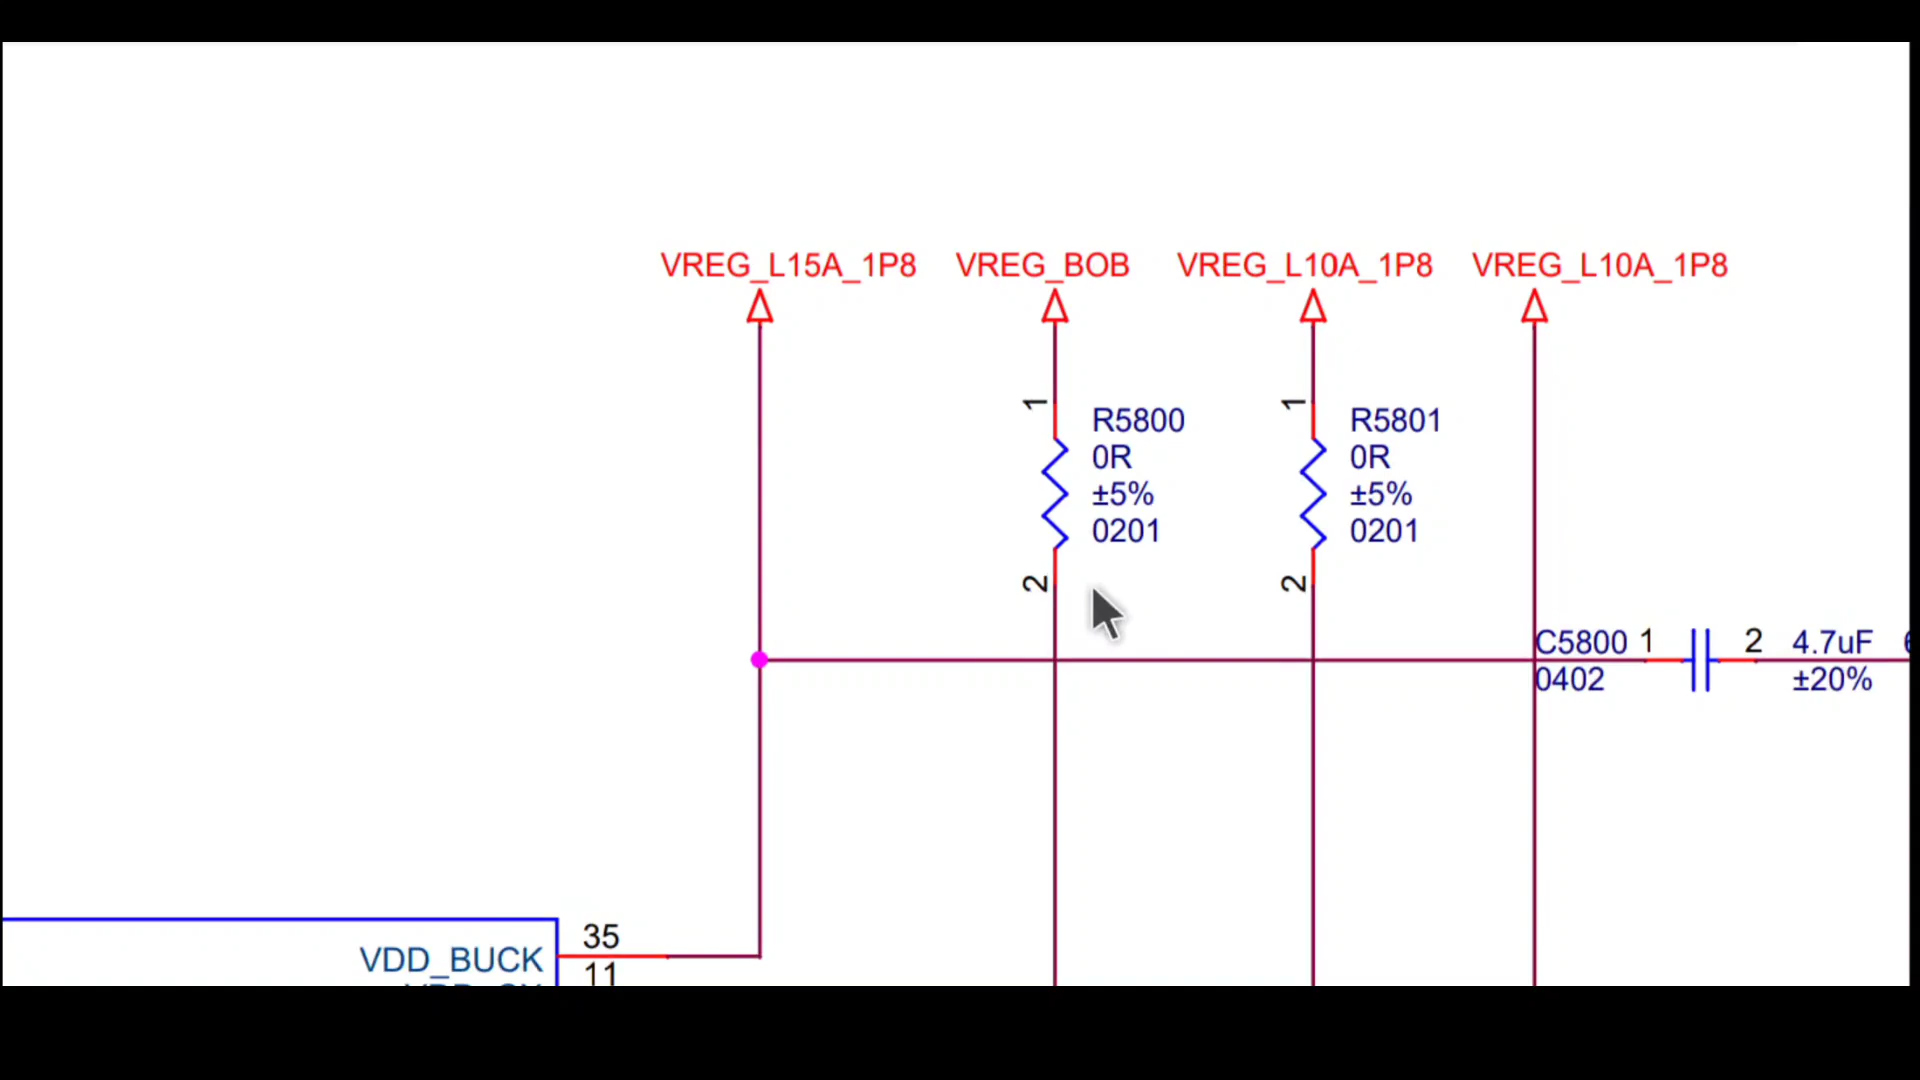 VREG_L15A_1P8 VREG_BOB VREG_L10A_1P8 VREG_L10A_1P8
1 R5800 1 R5801
0R 0R
±5% ±5%
0201 0201
2 2
C5800 1 2 4.7uF
0402 ±20%
35
VDD_BUCK
11